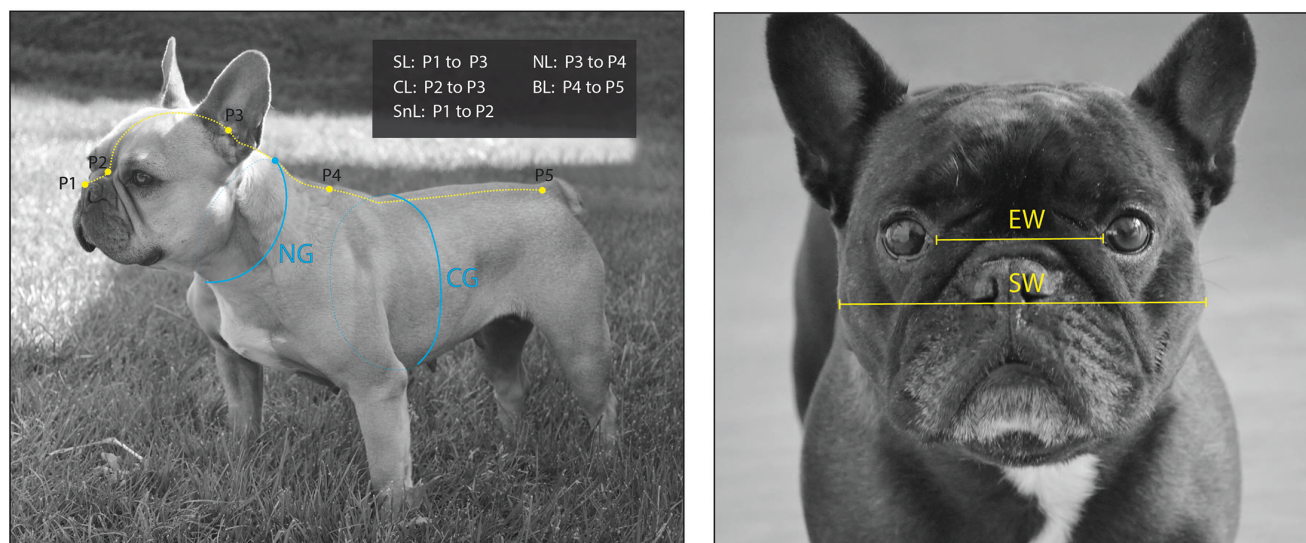 SL: P1 to P3
NL: P3 to P4
CL: P2 to P3
BL: P4 to P5
SnL: P1 to P2
P3
P2
P1
P4
P5
NG
CG
EW
SW